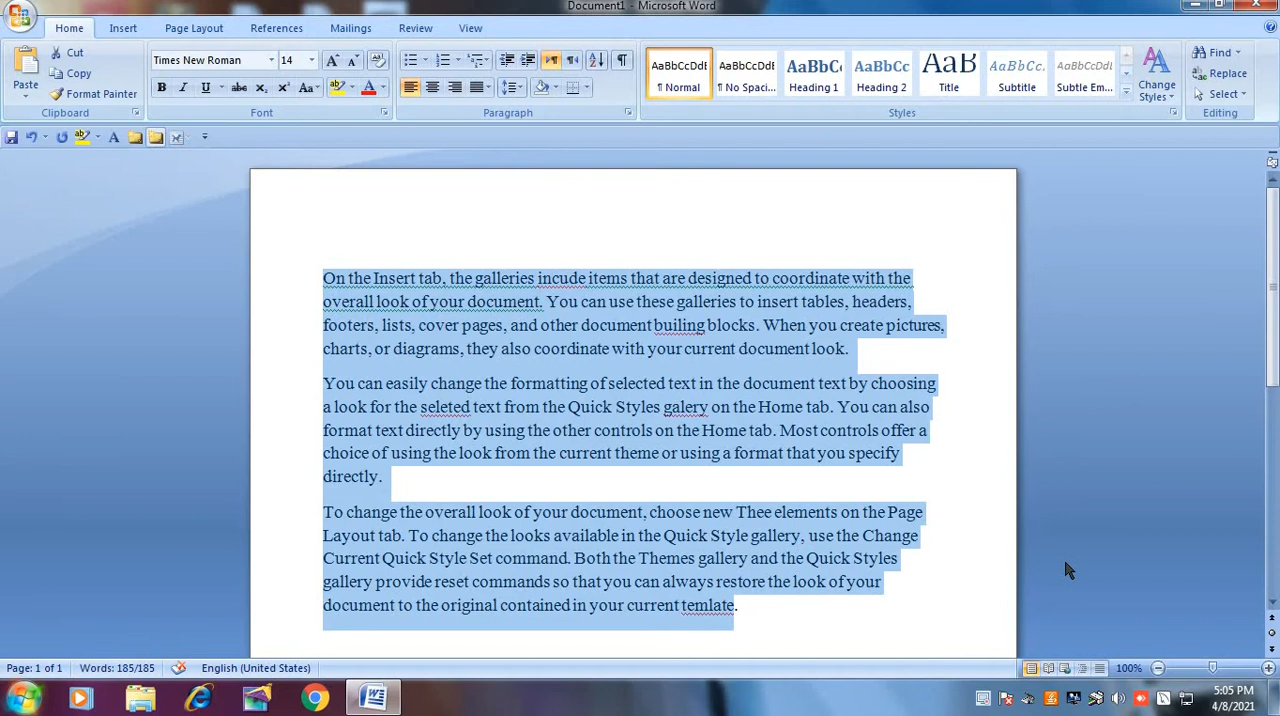 Document1 - Microsoft Word
Home Insert Page Layout References Mailings Review View
Paste
Cut
Copy
Format Painter
Clipboard
Times New Roman 14
B I U abc X₂ X² Aa A
Font
Paragraph
AaBbCcDdE AaBbCcDdE AaBbC AaBbCc AaB AaBbCc. AaBbCcDd
¶ Normal ¶ No Spaci... Heading 1 Heading 2 Title Subtitle Subtle Em...
Styles
Change Styles
Find
Replace
Select
Editing
On the Insert tab, the galleries incude items that are designed to coordinate with the
overall look of your document. You can use these galleries to insert tables, headers,
footers, lists, cover pages, and other document builing blocks. When you create pictures,
charts, or diagrams, they also coordinate with your current document look.
You can easily change the formatting of selected text in the document text by choosing
a look for the seleted text from the Quick Styles galery on the Home tab. You can also
format text directly by using the other controls on the Home tab. Most controls offer a
choice of using the look from the current theme or using a format that you specify
directly.
To change the overall look of your document, choose new Thee elements on the Page
Layout tab. To change the looks available in the Quick Style gallery, use the Change
Current Quick Style Set command. Both the Themes gallery and the Quick Styles
gallery provide reset commands so that you can always restore the look of your
document to the original contained in your current temlate.
Page: 1 of 1 Words: 185/185 English (United States) 100%
5:05 PM
4/8/2021